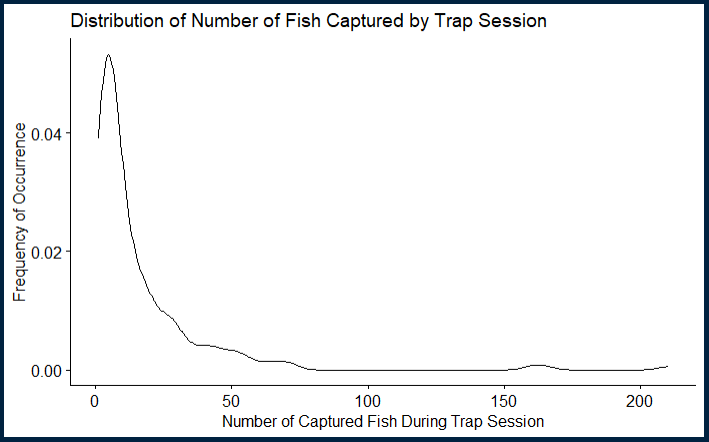 Distribution of Number of Fish Captured by Trap Session
Frequency of Occurrence
0.04
0.02
0.00
0 50 100 150 200
Number of Captured Fish During Trap Session